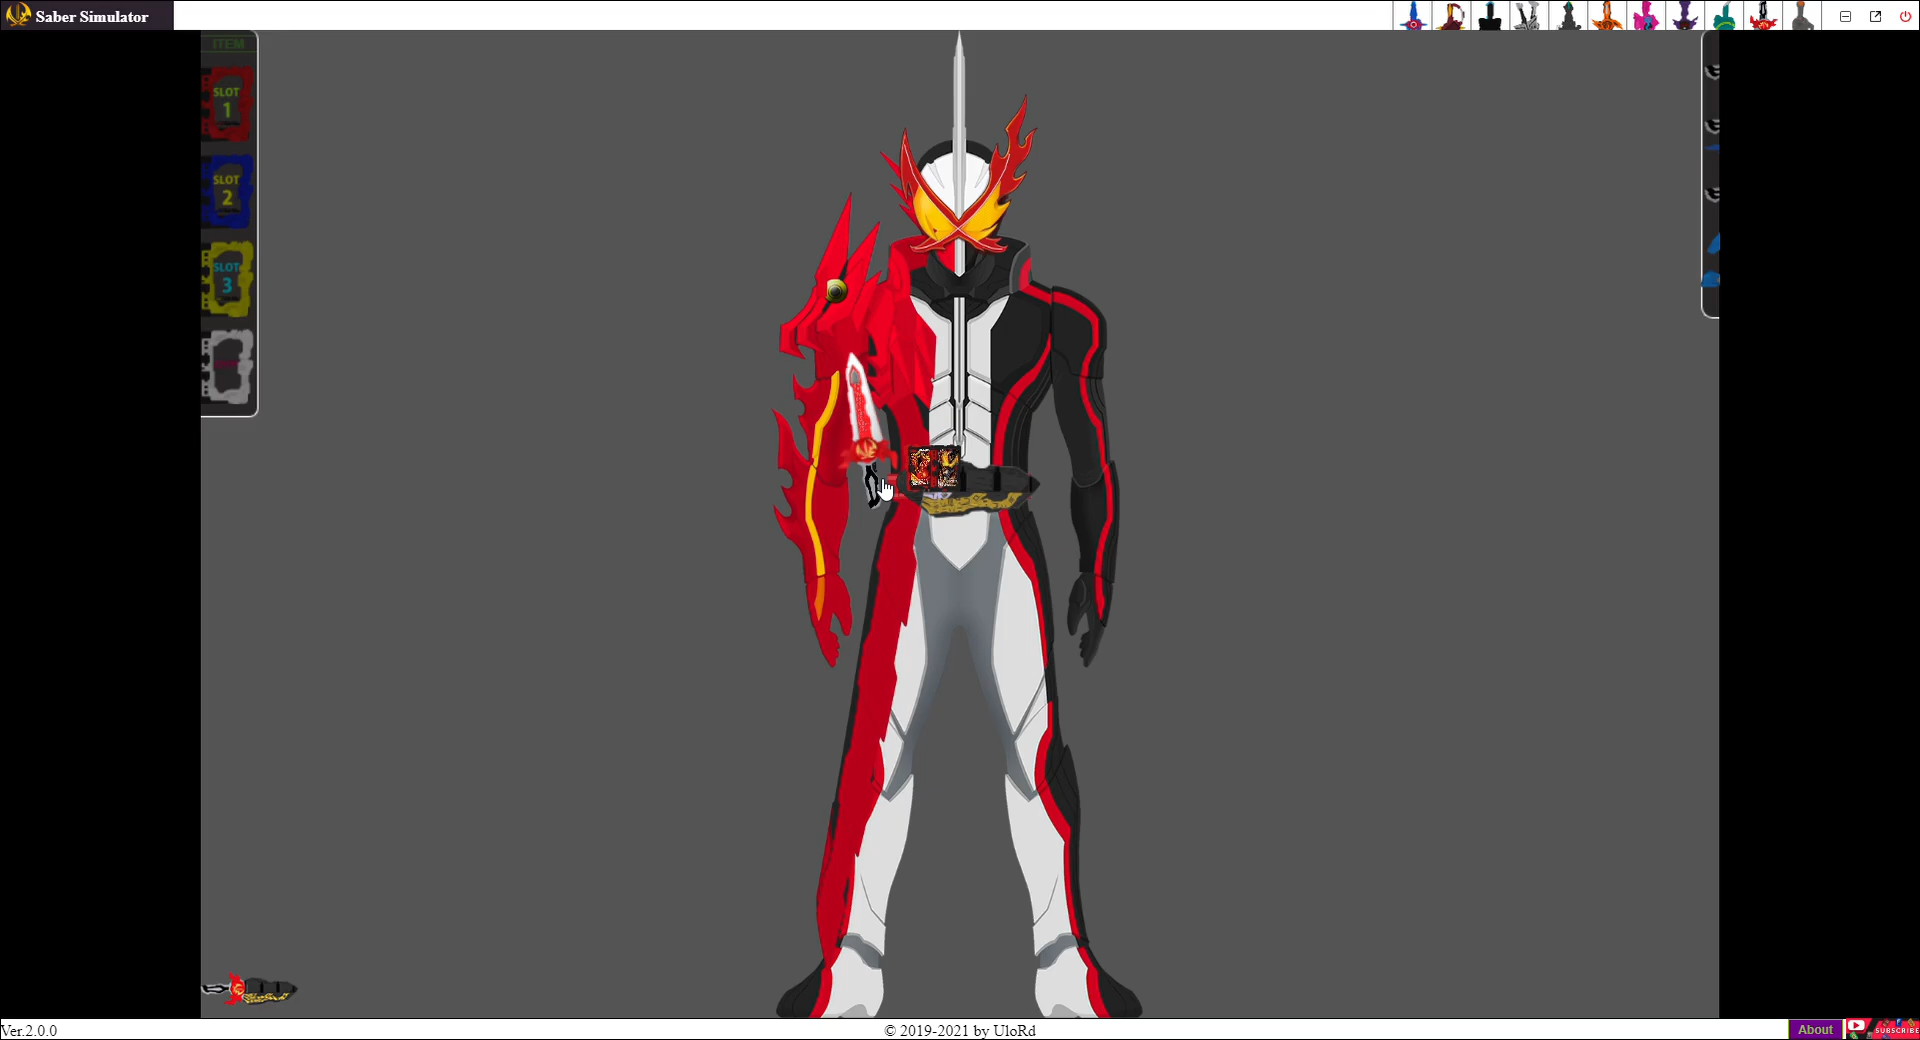 Saber Simulator
ITEM
SLOT
1
SLOT
2
SLOT
3
Ver.2.0.0
© 2019-2021 by UloRd
About
SUBSCRIBE